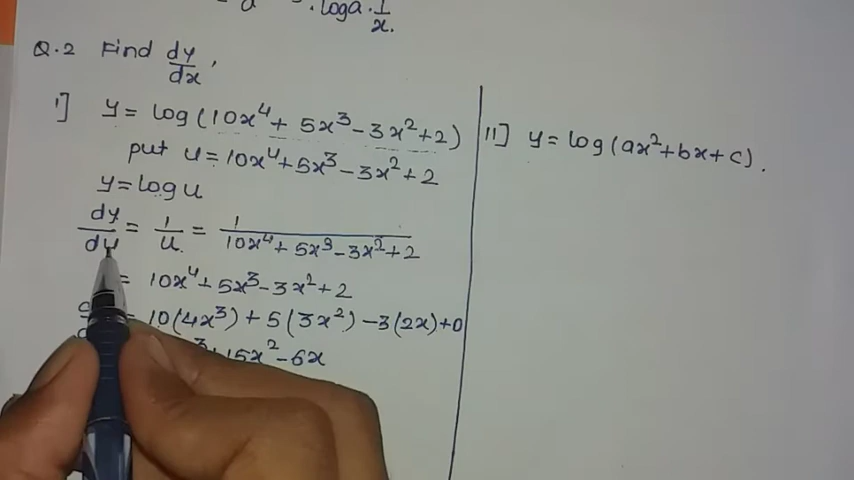 . log a . 1/x.
Q.2 Find dy/dx,
I] y = log(10x⁴ + 5x³ - 3x² + 2)
put u = 10x⁴ + 5x³ - 3x² + 2
y = log u
dy/du = 1/u = 1/(10x⁴ + 5x³ - 3x² + 2)
= 10x⁴ + 5x³ - 3x² + 2
= 10(4x³) + 5(3x²) - 3(2x) + 0
+ 15x² - 6x
II] y = log(ax² + bx + c).